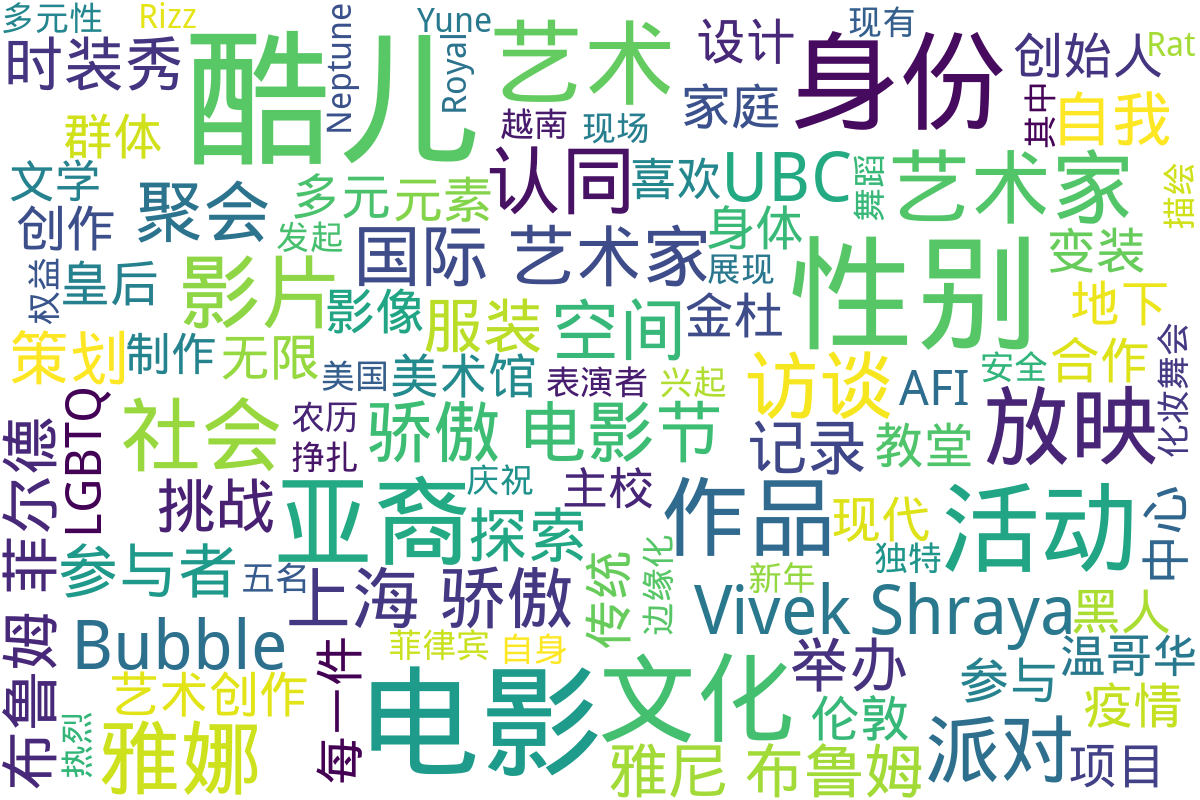 多元性
Rizz
Neptune
Yune
Royall
艺术
设计
现有
身份
创始人
Rat
时装秀
酷儿
家庭
其中
自我
群体
越南
现场
文学
聚会
多元
元素
认同
喜欢
UBC
舞蹈
艺术家
描绘
创作
发起
国际 艺术家
身体
展现
性别
变装
权益
皇后
影片
影像
服装
空间
金杜
地下
策划
制作
无限
美国
美术馆
表演者
兴起
访谈
AFI
安全
合作
化妆舞会
布鲁姆 菲尔德
LGBTQ
社会
农历
挣扎
骄傲 电影节
记录
教堂
放映
挑战
亚裔
庆祝
探索
主校
作品
现代
活动
中心
参与者
五名
上海 骄傲
传统
边缘化
新年
独特
Bubble
每一件
菲律宾
自身
Vivek Shraya
黑人
艺术创作
举办
参与
温哥华
热烈
雅娜
电影
文化
雅尼 布鲁姆
伦敦
派对
疫情
项目